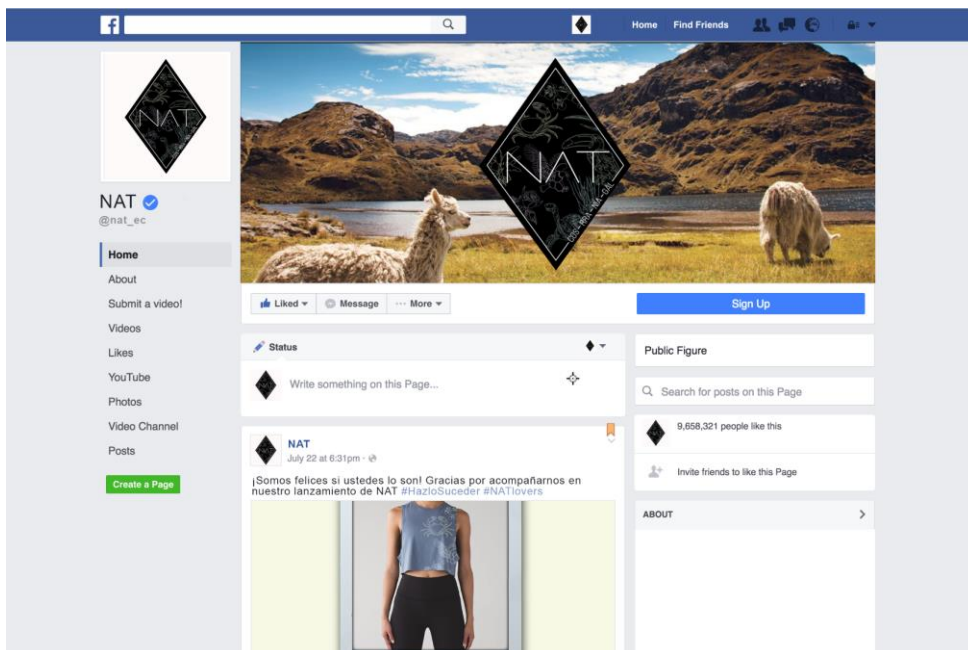 f
Home Find Friends
NAT
NAT
NAT
@nat_ec
Home
About
Submit a video!
Videos
Likes
YouTube
Photos
Video Channel
Posts
Create a Page
Liked
Message
··· More
Sign Up
Status
Write something on this Page...
NAT
July 22 at 6:31pm ·
¡Somos felices si ustedes lo son! Gracias por acompañarnos en
nuestro lanzamiento de NAT #HazloSuceder #NATlovers
Public Figure
Search for posts on this Page
9,658,321 people like this
Invite friends to like this Page
ABOUT